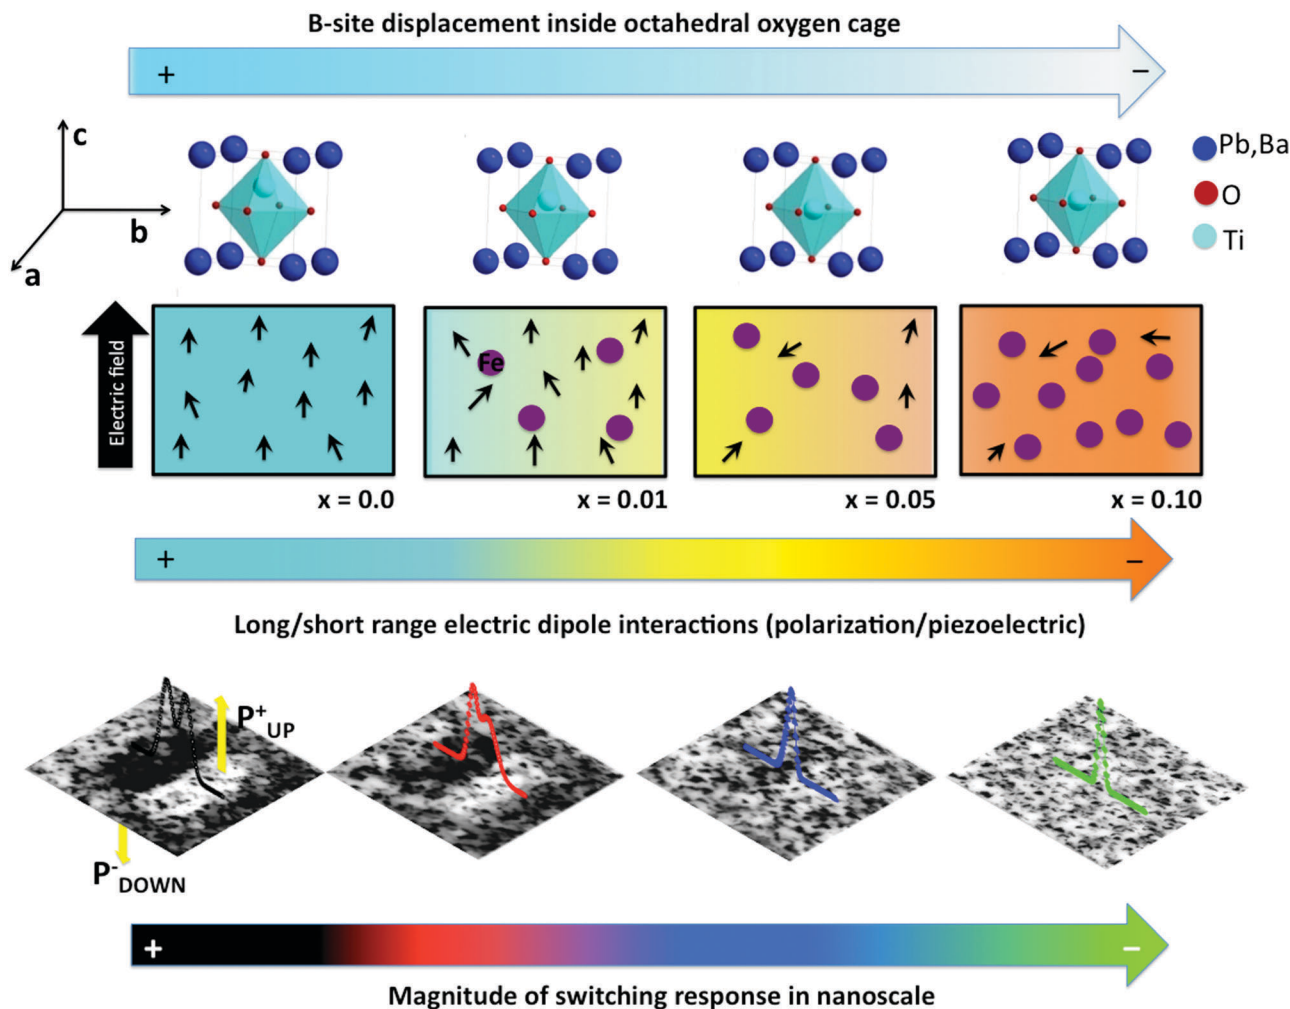 B-site displacement inside octahedral oxygen cage
+ −
c
b
a
Pb,Ba
O
Ti
Electric field
Fe
x = 0.0
x = 0.01
x = 0.05
x = 0.10
+ −
Long/short range electric dipole interactions (polarization/piezoelectric)
P⁺UP
P⁻DOWN
+ −
Magnitude of switching response in nanoscale